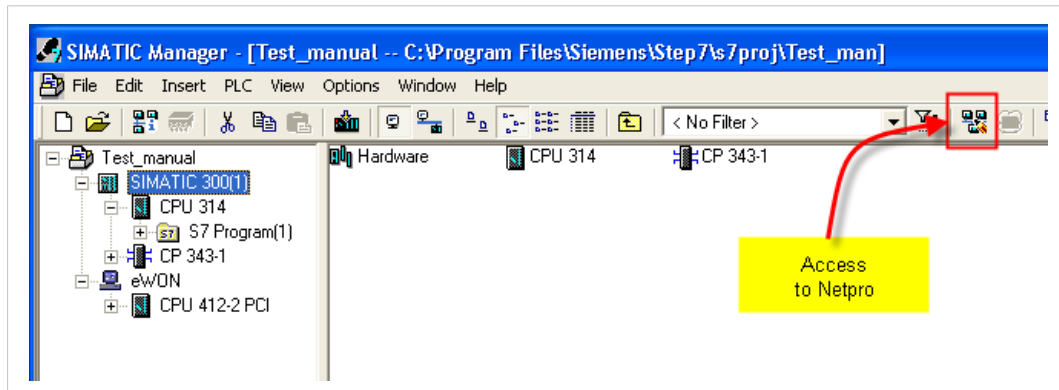 SIMATIC Manager - [Test_manual -- C:\Program Files\Siemens\Step7\s7proj\Test_man]
File Edit Insert PLC View Options Window Help
< No Filter >
Test_manual
SIMATIC 300(1)
CPU 314
S7 Program(1)
CP 343-1
eWON
CPU 412-2 PCI
Hardware CPU 314 CP 343-1
Access
to Netpro